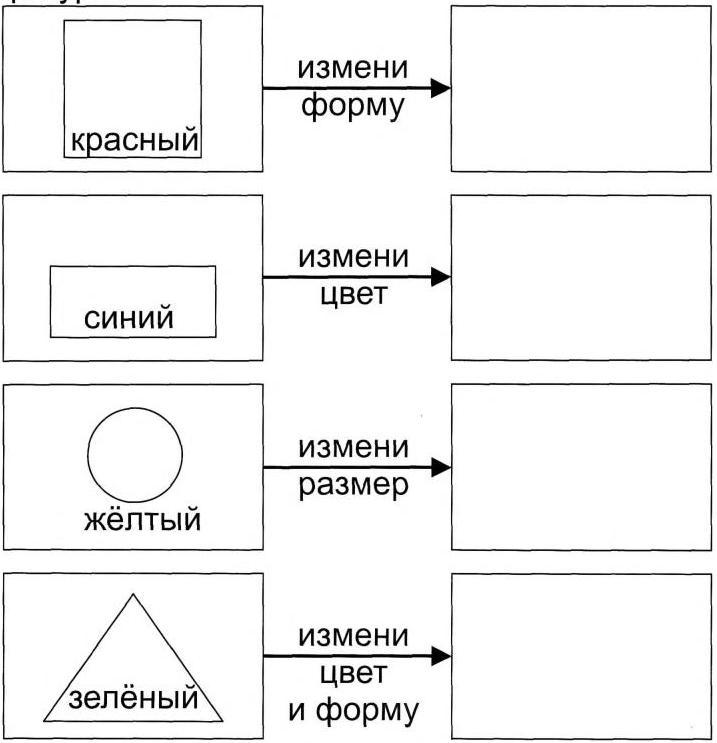 красный
измени
форму
синий
измени
цвет
жёлтый
измени
размер
зелёный
измени
цвет
и форму